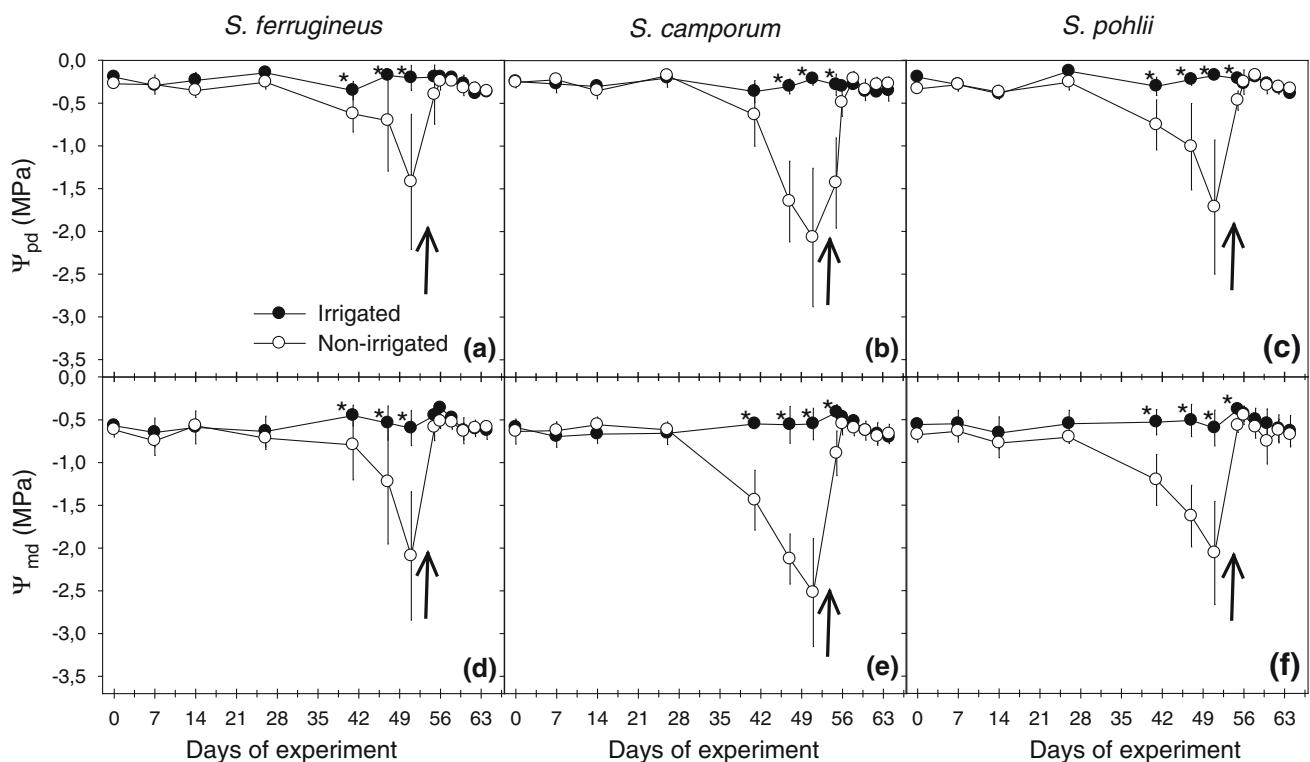 S. ferrugineus
S. camporum
S. pohlii
0,0
-0,5
-1,0
-1,5
-2,0
-2,5
-3,0
-3,5
Ψpd (MPa)
* * *
* * *
* * * *
Irrigated
Non-irrigated
(a)
(b)
(c)
0,0
-0,5
-1,0
-1,5
-2,0
-2,5
-3,0
-3,5
Ψmd (MPa)
* * *
* * * *
* * * *
(d)
(e)
(f)
0 7 14 21 28 35 42 49 56 63
0 7 14 21 28 35 42 49 56 63
0 7 14 21 28 35 42 49 56 63
Days of experiment
Days of experiment
Days of experiment